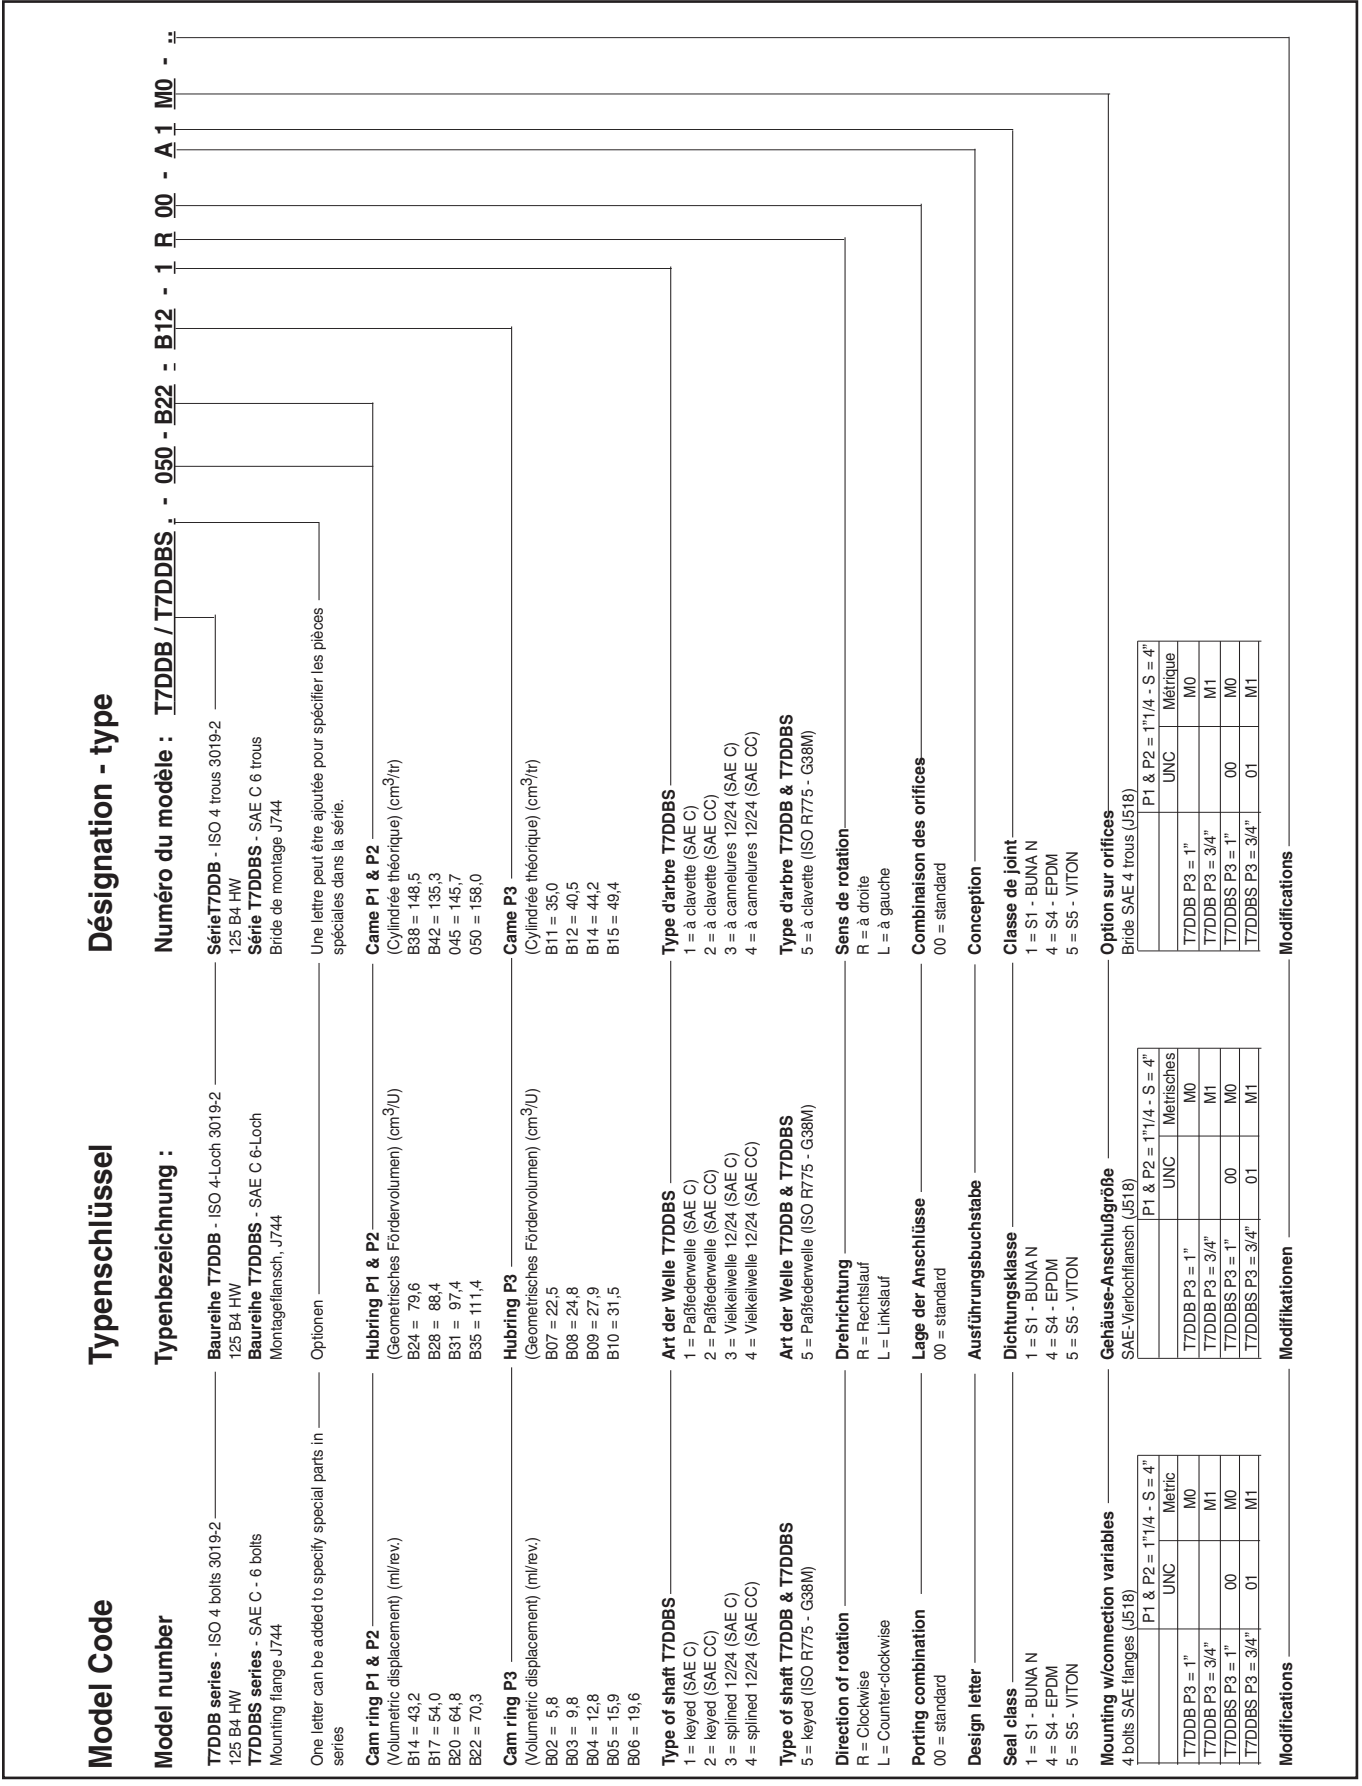 Model Code
Typenschlüssel
Désignation - type
Model number
Typenbezeichnung :
Numéro du modèle :
T7DDB / T7DDBS . - 050 - B22 : B12 - 1 R 00 - A 1 M0 - ..
T7DDB series - ISO 4 bolts 3019-2
125 B4 HW
T7DDBS series - SAE C - 6 bolts
Mounting flange J744
Baureihe T7DDB - ISO 4-Loch 3019-2
125 B4 HW
Baureihe T7DDBS - SAE C 6-Loch
Montageflansch, J744
SérieT7DDB - ISO 4 trous 3019-2
125 B4 HW
Série T7DDBS - SAE C 6 trous
Bride de montage J744
One letter can be added to specify special parts in
series
Optionen
Une lettre peut être ajoutée pour spécifier les pièces
spéciales dans la série.
Cam ring P1 & P2
(Volumetric displacement) (ml/rev.)
B14 = 43,2
B17 = 54,0
B20 = 64,8
B22 = 70,3
Hubring P1 & P2
(Geometrisches Fördervolumen) (cm³/U)
B24 = 79,6
B28 = 88,4
B31 = 97,4
B35 = 111,4
Came P1 & P2
(Cylindrée théorique) (cm³/tr)
B38 = 148,5
B42 = 135,3
045 = 145,7
050 = 158,0
Cam ring P3
(Volumetric displacement) (ml/rev.)
B02 = 5,8
B03 = 9,8
B04 = 12,8
B05 = 15,9
B06 = 19,6
Hubring P3
(Geometrisches Fördervolumen) (cm³/U)
B07 = 22,5
B08 = 24,8
B09 = 27,9
B10 = 31,5
Came P3
(Cylindrée théorique) (cm³/tr)
B11 = 35,0
B12 = 40,5
B14 = 44,2
B15 = 49,4
Type of shaft T7DDBS
1 = keyed (SAE C)
2 = keyed (SAE CC)
3 = splined 12/24 (SAE C)
4 = splined 12/24 (SAE CC)
Art der Welle T7DDBS
1 = Paßfederwelle (SAE C)
2 = Paßfederwelle (SAE CC)
3 = Vielkeilwelle 12/24 (SAE C)
4 = Vielkeilwelle 12/24 (SAE CC)
Type d'arbre T7DDBS
1 = à clavette (SAE C)
2 = à clavette (SAE CC)
3 = à cannelures 12/24 (SAE C)
4 = à cannelures 12/24 (SAE CC)
Type of shaft T7DDB & T7DDBS
5 = keyed (ISO R775 - G38M)
Art der Welle T7DDB & T7DDBS
5 = Paßfederwelle (ISO R775 - G38M)
Type d'arbre T7DDB & T7DDBS
5 = à clavette (ISO R775 - G38M)
Direction of rotation
R = Clockwise
L = Counter-clockwise
Drehrichtung
R = Rechtslauf
L = Linkslauf
Sens de rotation
R = à droite
L = à gauche
Porting combination
00 = standard
Lage der Anschlüsse
00 = standard
Combinaison des orifices
00 = standard
Design letter
Ausführungsbuchstabe
Conception
Seal class
1 = S1 - BUNA N
4 = S4 - EPDM
5 = S5 - VITON
Dichtungsklasse
1 = S1 - BUNA N
4 = S4 - EPDM
5 = S5 - VITON
Classe de joint
1 = S1 - BUNA N
4 = S4 - EPDM
5 = S5 - VITON
Mounting w/connection variables
4 bolts SAE flanges (J518)
P1 & P2 = 1"1/4 - S = 4"
UNC Metric
T7DDB P3 = 1" M0
T7DDB P3 = 3/4" M1
T7DDBS P3 = 1" 00 M0
T7DDBS P3 = 3/4" 01 M1
Gehäuse-Anschlußgröße
SAE-Vierlochflansch (J518)
P1 & P2 = 1"1/4 - S = 4"
UNC Metrisches
T7DDB P3 = 1" M0
T7DDB P3 = 3/4" M1
T7DDBS P3 = 1" 00 M0
T7DDBS P3 = 3/4" 01 M1
Option sur orifices
Bride SAE 4 trous (J518)
P1 & P2 = 1"1/4 - S = 4"
UNC Métrique
T7DDB P3 = 1" M0
T7DDB P3 = 3/4" M1
T7DDBS P3 = 1" 00 M0
T7DDBS P3 = 3/4" 01 M1
Modifications
Modifikationen
Modifications